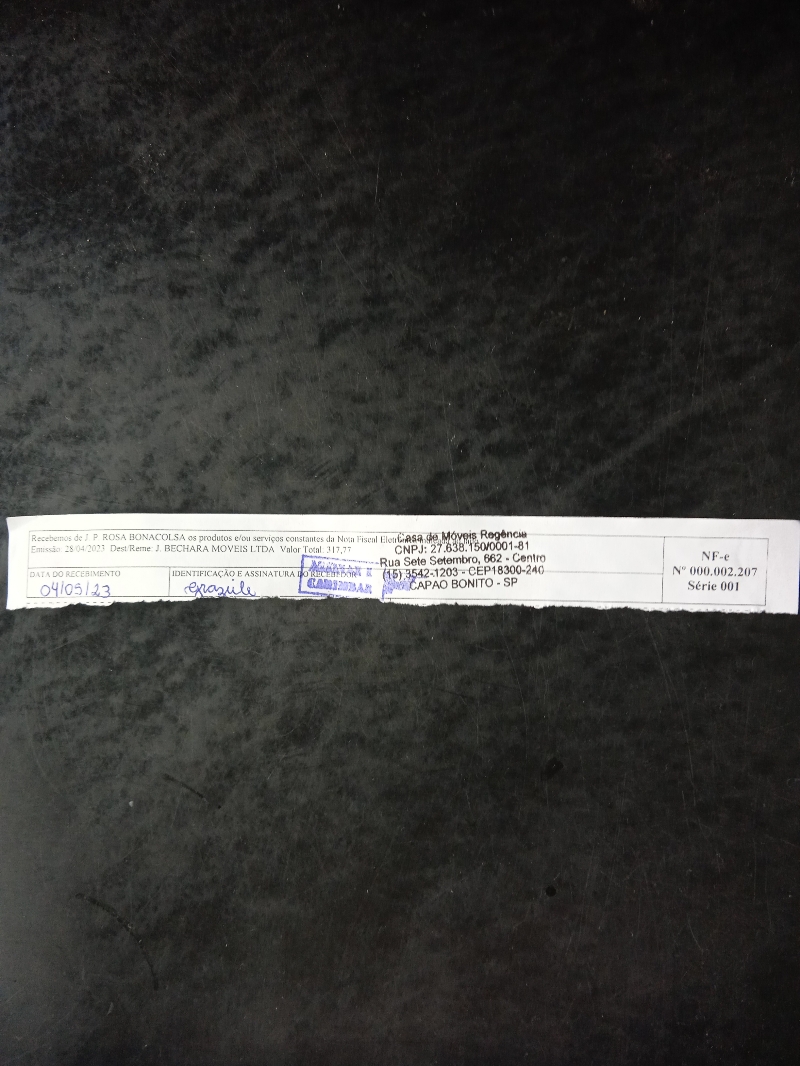 Recebemos de J. P. ROSA BONACOLSA os produtos e/ou serviços constantes da Nota Fiscal
Emissão: 28/04/2023 Dest/Reme: J. BECHARA MOVEIS LTDA Valor Total: 317,77
Casa de Móveis Regência
CNPJ: 27.638.150/0001-81
Rua Sete Setembro, 662 - Centro
(15) 3542-1203 - CEP18300-240
CAPAO BONITO - SP
DATA DO RECEBIMENTO
04/05/23
IDENTIFICAÇÃO E ASSINATURA DO RECEBEDOR
CARIMBAR
NF-e
Nº 000.002.207
Série 001